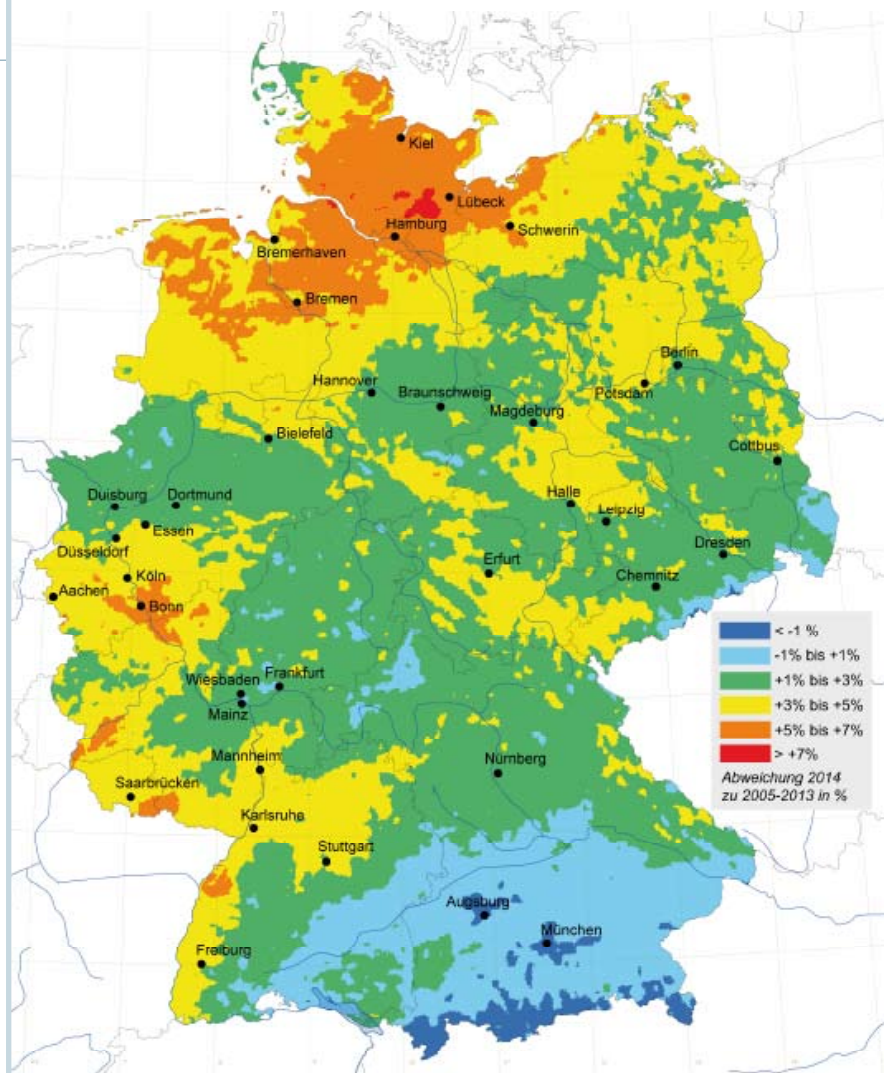 Kiel
Lübeck
Hamburg
Schwerin
Bremerhaven
Bremen
Berlin
Hannover
Braunschweig
Potsdam
Magdeburg
Bielefeld
Cottbus
Duisburg
Dortmund
Halle
Leipzig
Essen
Düsseldorf
Dresden
Erfurt
Köln
Chemnitz
Aachen
Bonn
Wiesbaden
Frankfurt
Mainz
Mannheim
Nürnberg
Saarbrücken
Karlsruhe
Stuttgart
Augsburg
München
Freiburg
< -1 %
-1% bis +1%
+1% bis +3%
+3% bis +5%
+5% bis +7%
> +7%
Abweichung 2014
zu 2005-2013 in %